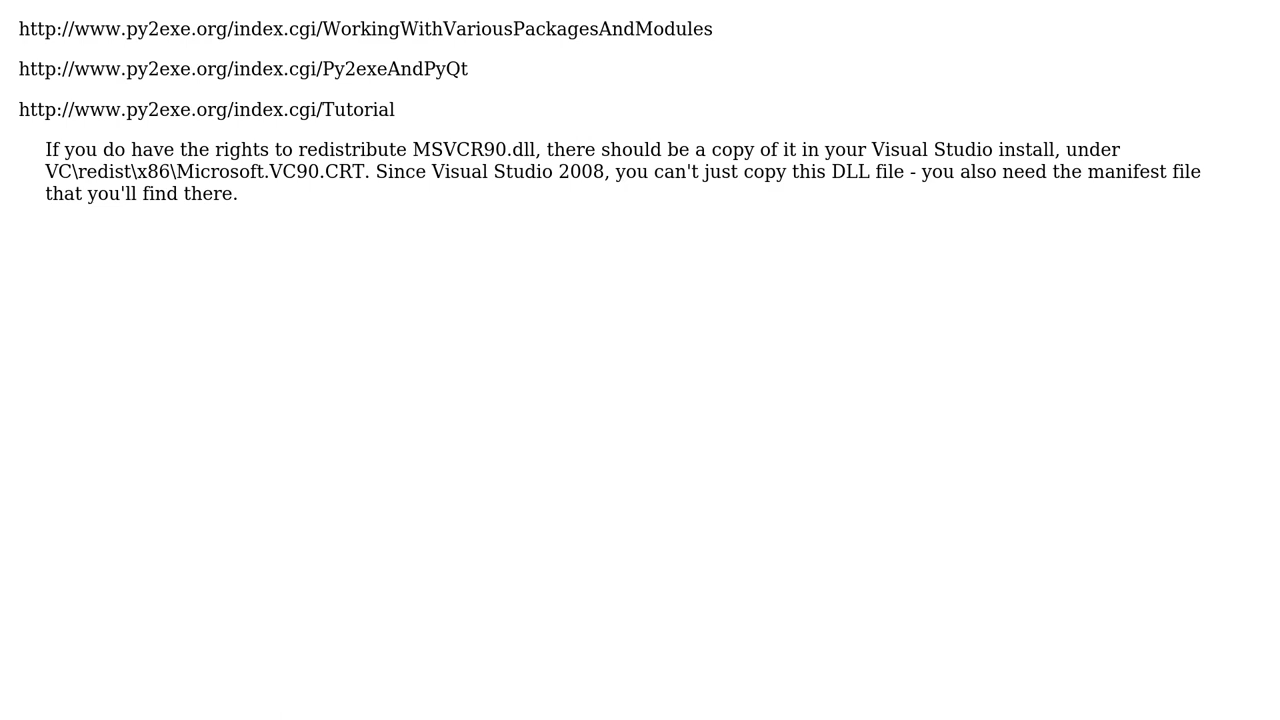 http://www.py2exe.org/index.cgi/WorkingWithVariousPackagesAndModules
http://www.py2exe.org/index.cgi/Py2exeAndPyQt
http://www.py2exe.org/index.cgi/Tutorial
If you do have the rights to redistribute MSVCR90.dll, there should be a copy of it in your Visual Studio install, under
VC\redist\x86\Microsoft.VC90.CRT. Since Visual Studio 2008, you can't just copy this DLL file - you also need the manifest file
that you'll find there.